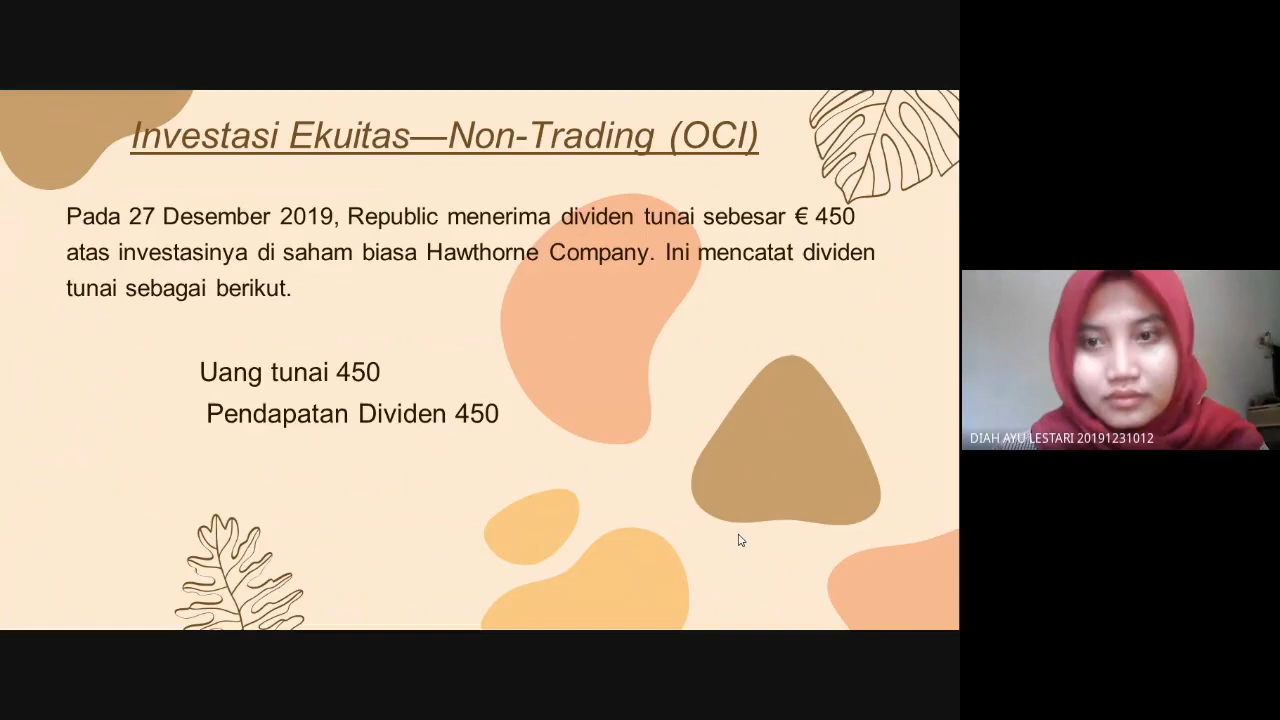 Investasi Ekuitas—Non-Trading (OCI)
Pada 27 Desember 2019, Republic menerima dividen tunai sebesar € 450
atas investasinya di saham biasa Hawthorne Company. Ini mencatat dividen
tunai sebagai berikut.
Uang tunai 450
Pendapatan Dividen 450
DIAH AYU LESTARI 20191231012